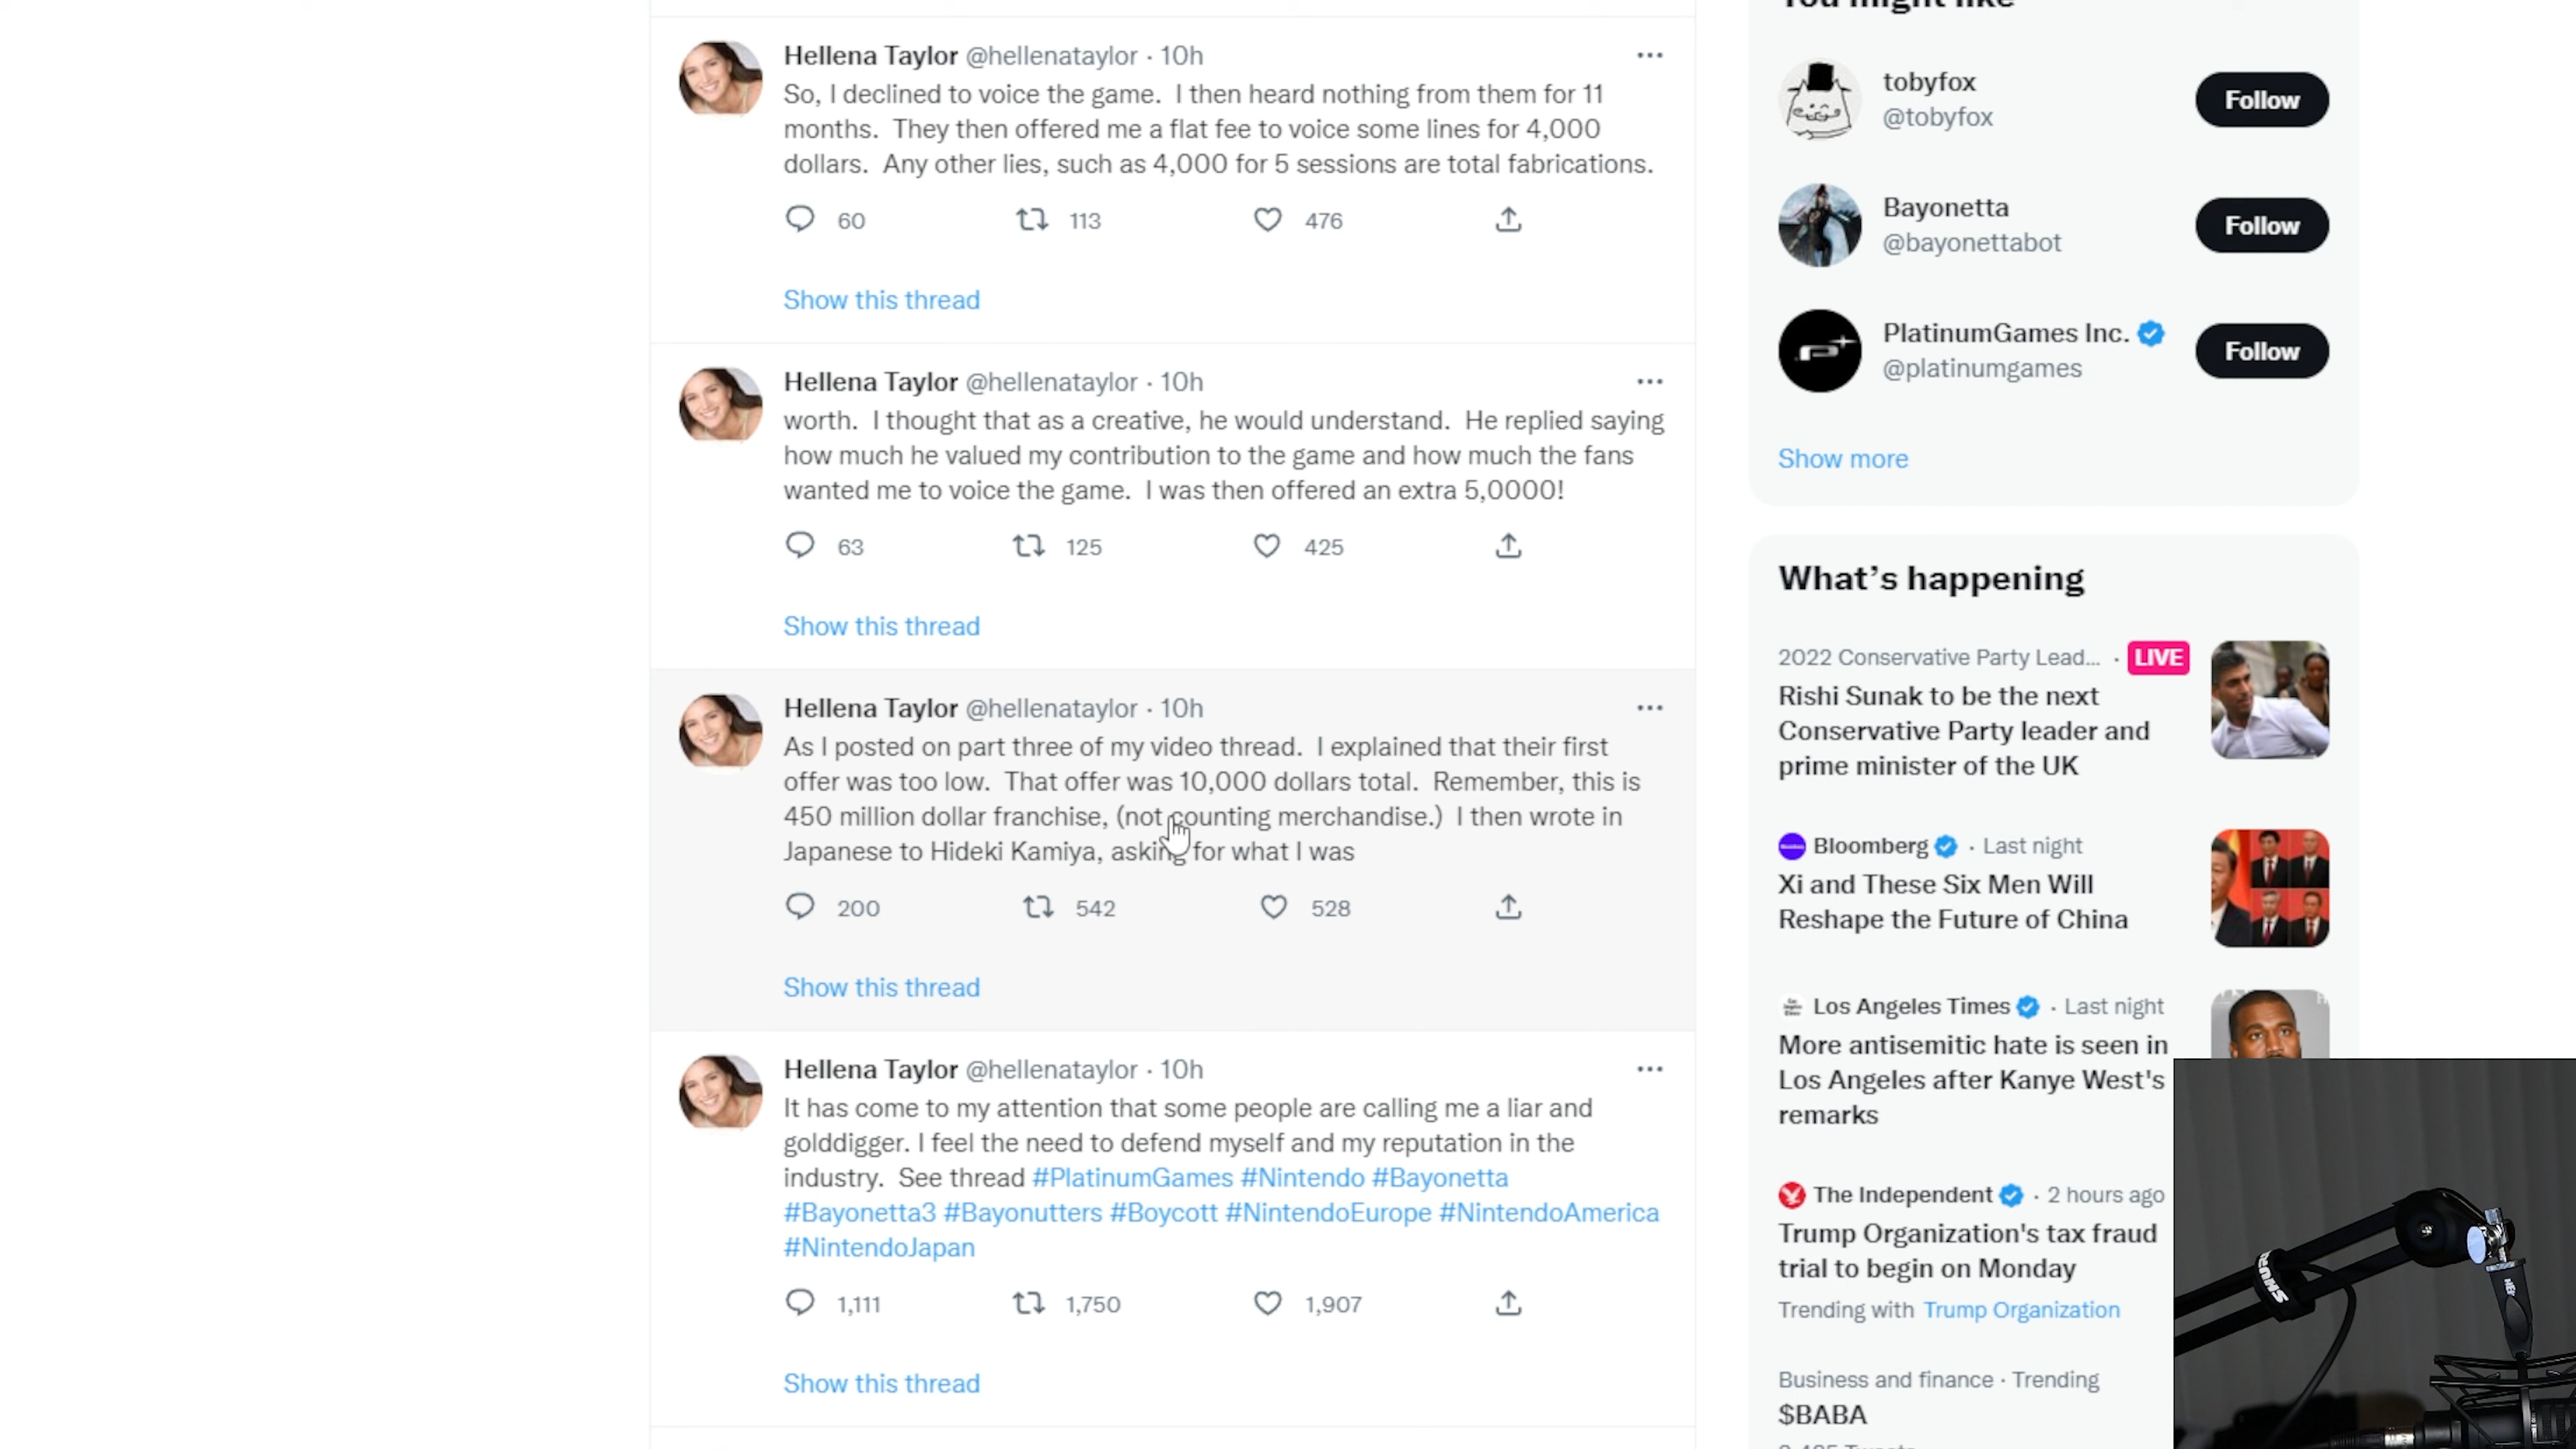 You might like
Hellena Taylor @hellenataylor · 10h
So, I declined to voice the game.  I then heard nothing from them for 11
months.  They then offered me a flat fee to voice some lines for 4,000
dollars.  Any other lies, such as 4,000 for 5 sessions are total fabrications.
60 113 476
Show this thread
Hellena Taylor @hellenataylor · 10h
worth.  I thought that as a creative, he would understand.  He replied saying
how much he valued my contribution to the game and how much the fans
wanted me to voice the game.  I was then offered an extra 5,0000!
63 125 425
Show this thread
Hellena Taylor @hellenataylor · 10h
As I posted on part three of my video thread.  I explained that their first
offer was too low.  That offer was 10,000 dollars total.  Remember, this is
450 million dollar franchise, (not counting merchandise.)  I then wrote in
Japanese to Hideki Kamiya, asking for what I was
200 542 528
Show this thread
Hellena Taylor @hellenataylor · 10h
It has come to my attention that some people are calling me a liar and
golddigger. I feel the need to defend myself and my reputation in the
industry.  See thread #PlatinumGames #Nintendo #Bayonetta
#Bayonetta3 #Bayonutters #Boycott #NintendoEurope #NintendoAmerica
#NintendoJapan
1,111 1,750 1,907
Show this thread
tobyfox
@tobyfox
Follow
Bayonetta
@bayonettabot
Follow
PlatinumGames Inc.
@platinumgames
Follow
Show more
What's happening
2022 Conservative Party Lead... · LIVE
Rishi Sunak to be the next
Conservative Party leader and
prime minister of the UK
Bloomberg · Last night
Xi and These Six Men Will
Reshape the Future of China
Los Angeles Times · Last night
More antisemitic hate is seen in
Los Angeles after Kanye West's
remarks
The Independent · 2 hours ago
Trump Organization's tax fraud
trial to begin on Monday
Trending with Trump Organization
Business and finance · Trending
$BABA
SHURE